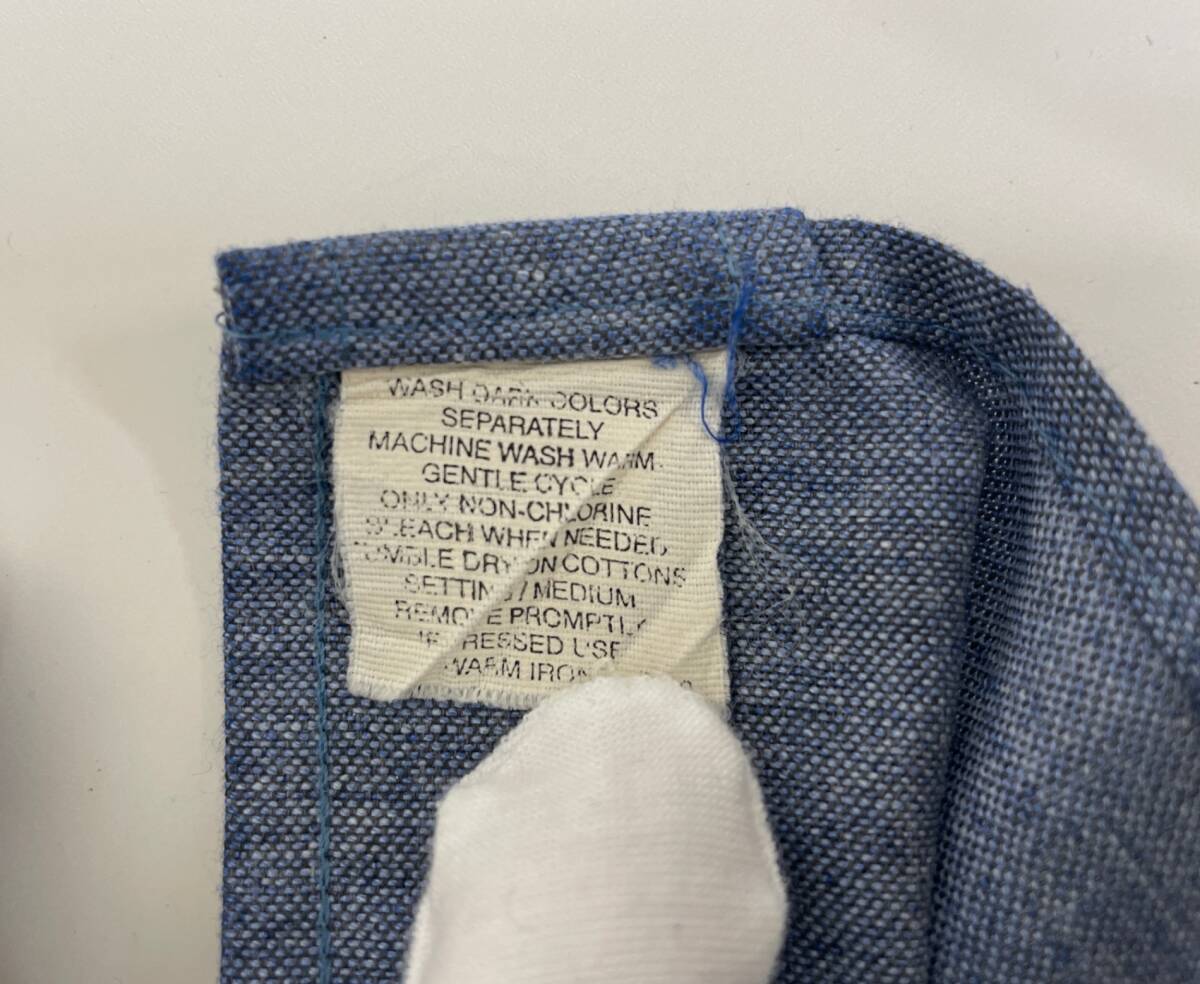 WASH DARK COLORS
SEPARATELY
MACHINE WASH WARM
GENTLE CYCLE
ONLY NON-CHLORINE
BLEACH WHEN NEEDED
TUMBLE DRY ON COTTONS
SETTING/MEDIUM
REMOVE PROMPTLY
IF PRESSED USE
WARM IRON